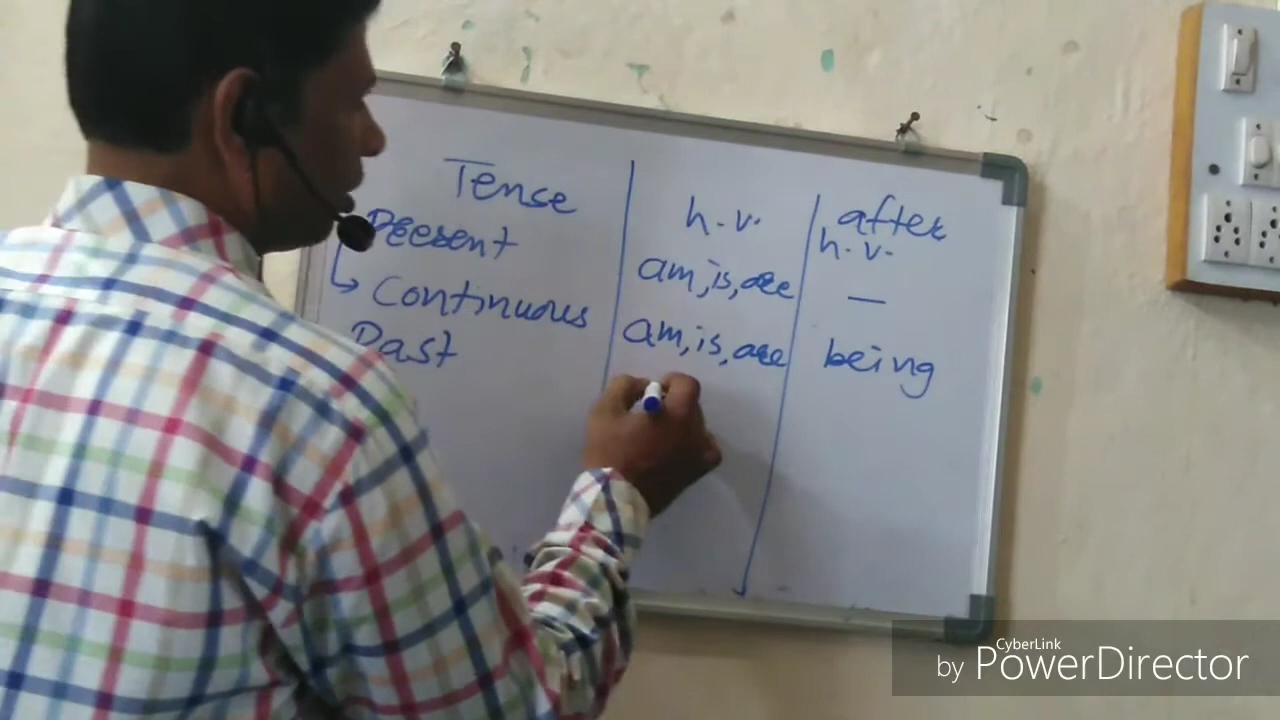 Tense h.v. after h.v.
Present am, is, are —
↳ Continuous am, is, are being
Past
CyberLink
by PowerDirector